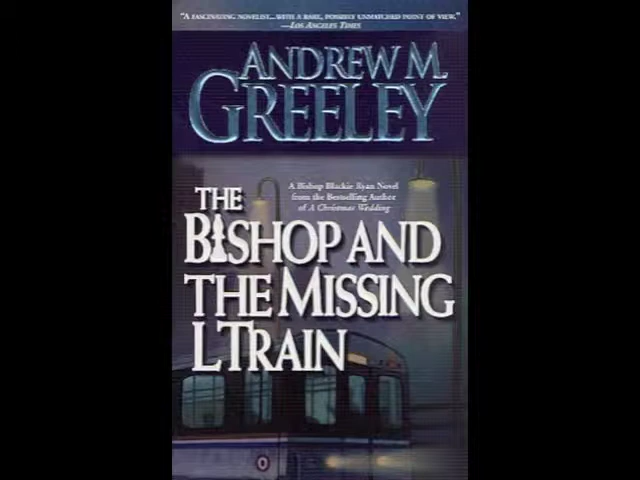 "A FASCINATING NOVELIST...WITH A RARE, POSSIBLY UNMATCHED POINT OF VIEW."
—LOS ANGELES TIMES
ANDREW M.
GREELEY
A Bishop Blackie Ryan Novel
from the Bestselling Author
of A Christmas Wedding
THE
BISHOP AND
THE MISSING
L TRAIN